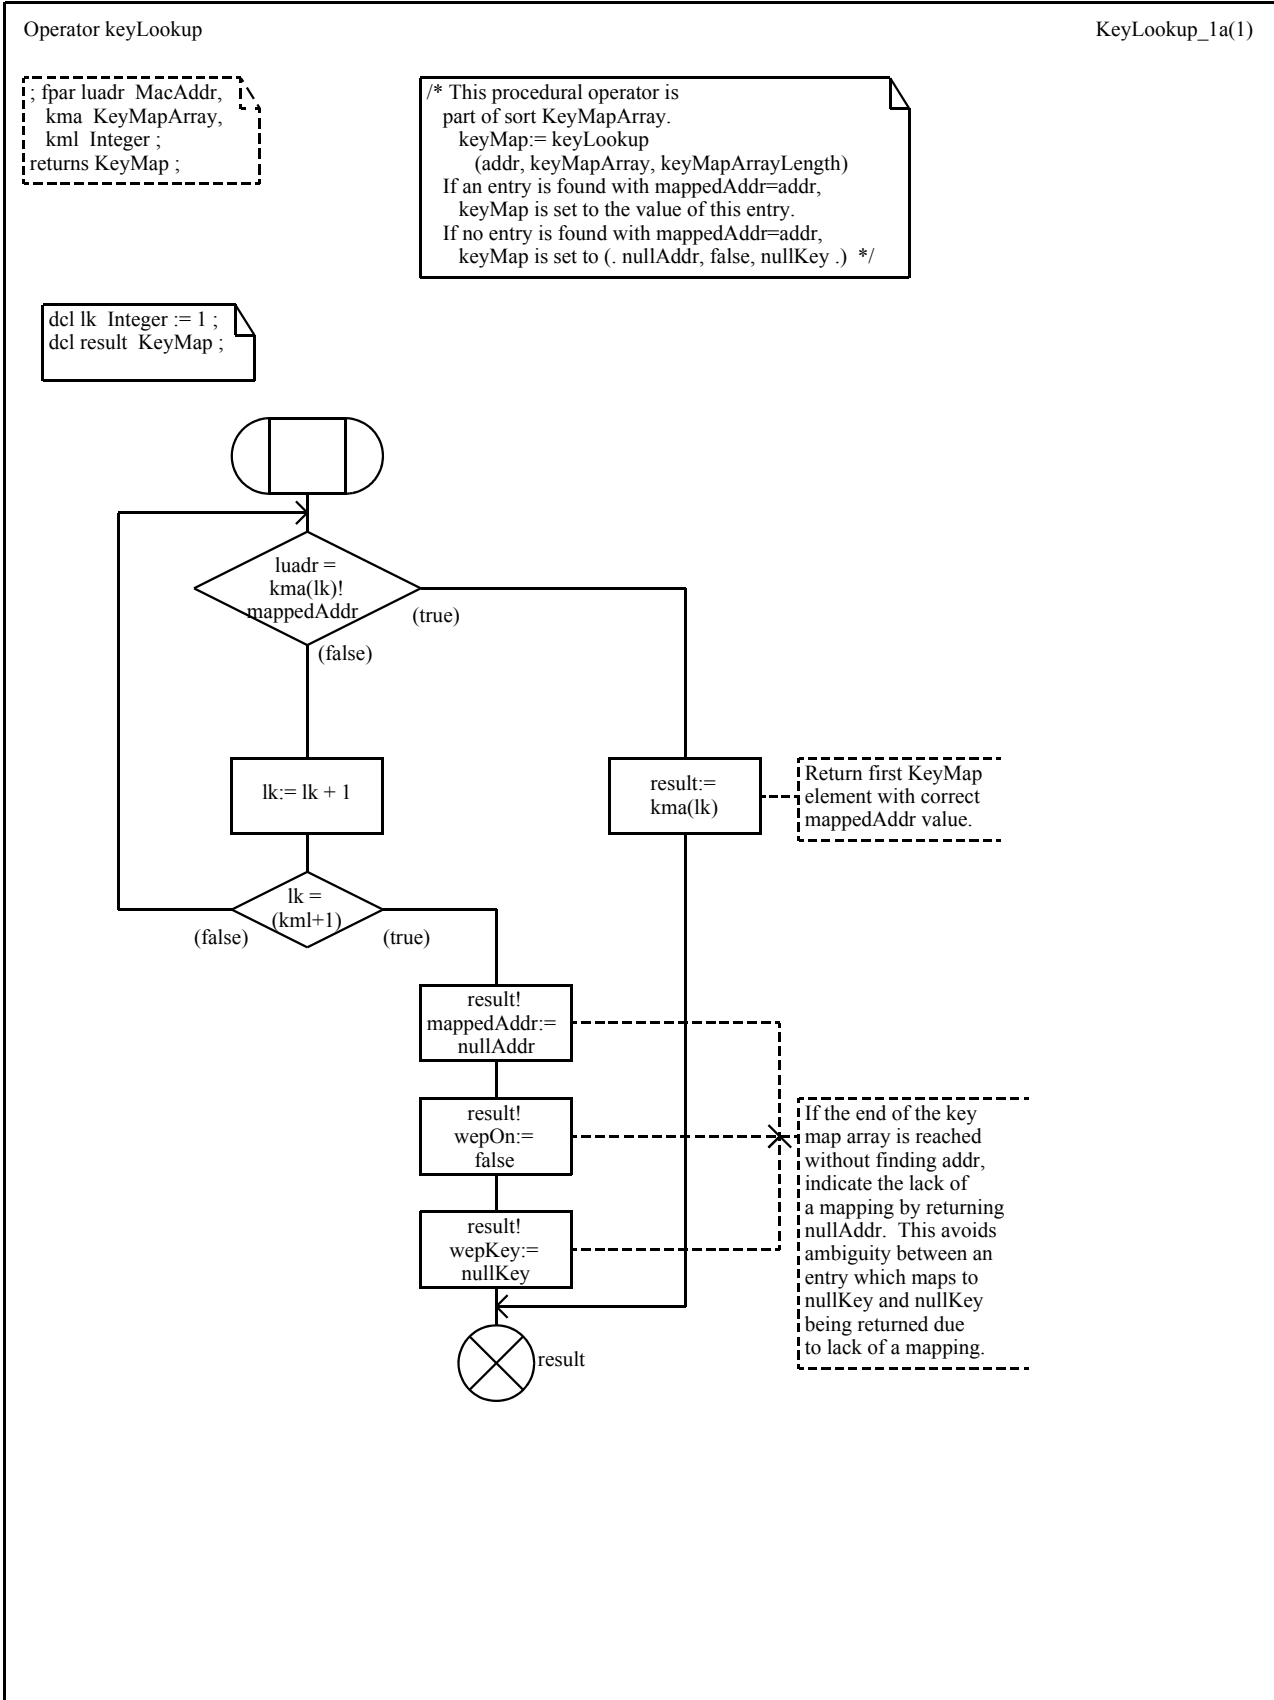 Operator keyLookup
KeyLookup_1a(1)
; fpar luadr  MacAddr,
kma  KeyMapArray,
kml  Integer ;
returns KeyMap ;
/* This procedural operator is
part of sort KeyMapArray.
keyMap:= keyLookup
(addr, keyMapArray, keyMapArrayLength)
If an entry is found with mappedAddr=addr,
keyMap is set to the value of this entry.
If no entry is found with mappedAddr=addr,
keyMap is set to (. nullAddr, false, nullKey .)  */
dcl lk  Integer := 1 ;
dcl result  KeyMap ;
luadr =
kma(lk)!
mappedAddr
(true)
(false)
lk:= lk + 1
result:=
kma(lk)
Return first KeyMap
element with correct
mappedAddr value.
lk =
(kml+1)
(false)
(true)
result!
mappedAddr:=
nullAddr
result!
wepOn:=
false
result!
wepKey:=
nullKey
If the end of the key
map array is reached
without finding addr,
indicate the lack of
a mapping by returning
nullAddr.  This avoids
ambiguity between an
entry which maps to
nullKey and nullKey
being returned due
to lack of a mapping.
result